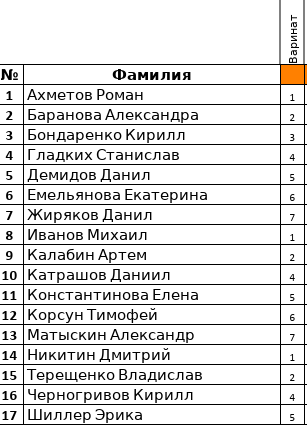 Варинат
№ Фамилия
1 Ахметов Роман 1
2 Баранова Александра 2
3 Бондаренко Кирилл 3
4 Гладких Станислав 4
5 Демидов Данил 5
6 Емельянова Екатерина 6
7 Жиряков Данил 7
8 Иванов Михаил 1
9 Калабин Артем 2
10 Катрашов Даниил 4
11 Константинова Елена 5
12 Корсун Тимофей 6
13 Матыскин Александр 7
14 Никитин Дмитрий 1
15 Терещенко Владислав 2
16 Черногривов Кирилл 4
17 Шиллер Эрика 5